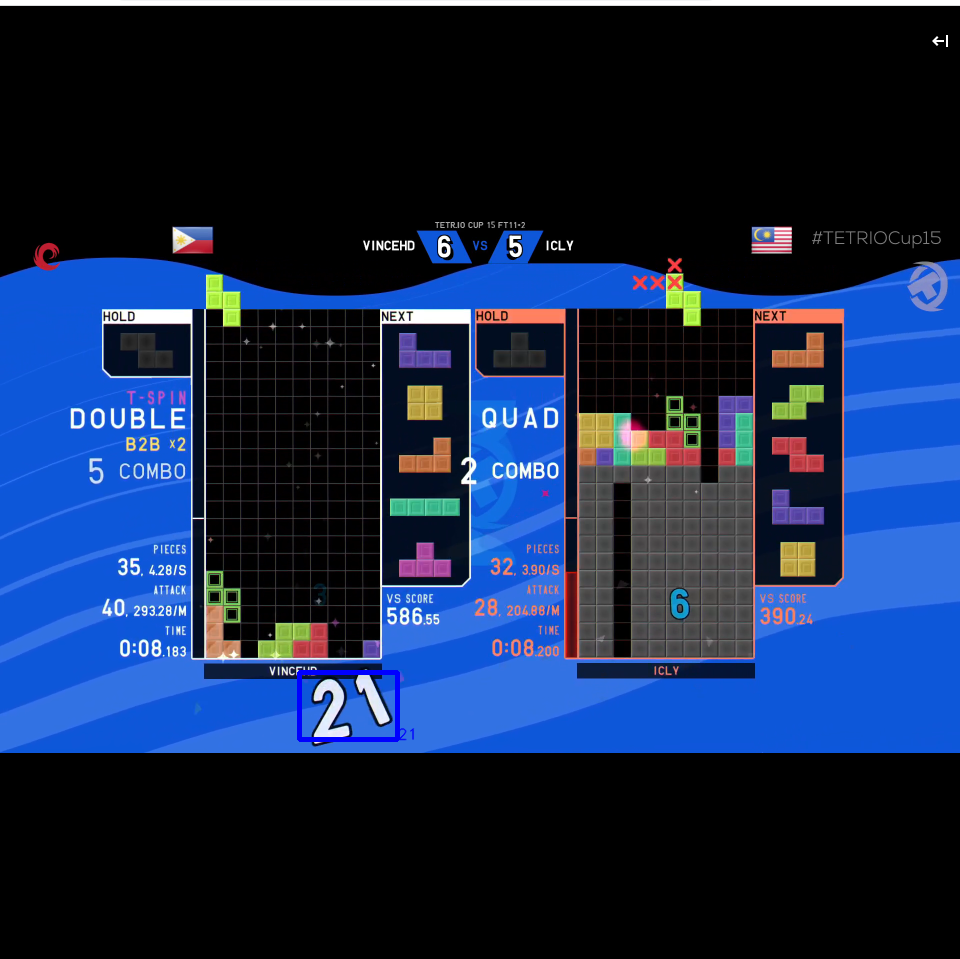 TETR.IO CUP 15 FT11·2
VINCEHD 6 VS 5 ICLY
#TETRIOCup15
HOLD
NEXT
T-SPIN
DOUBLE
B2B ×2
5 COMBO
PIECES
35, 4.28/S
ATTACK
40, 293.28/M
TIME
0:08.183
VS SCORE
586.55
3
VINCEHD
21
21
HOLD
NEXT
QUAD
2 COMBO
PIECES
32, 3.90/S
ATTACK
28, 204.88/M
TIME
0:08.200
VS SCORE
390.24
6
ICLY